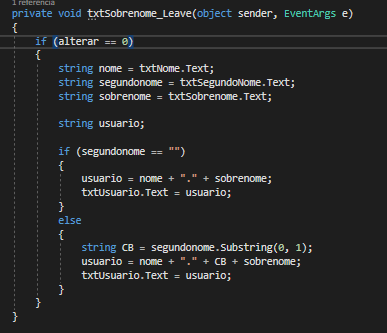 1 referência
private void txtSobrenome_Leave(object sender, EventArgs e)
{
if (alterar == 0)
{
string nome = txtNome.Text;
string segundonome = txtSegundoNome.Text;
string sobrenome = txtSobrenome.Text;
string usuario;
if (segundonome == "")
{
usuario = nome + "." + sobrenome;
txtUsuario.Text = usuario;
}
else
{
string CB = segundonome.Substring(0, 1);
usuario = nome + "." + CB + sobrenome;
txtUsuario.Text = usuario;
}
}
}